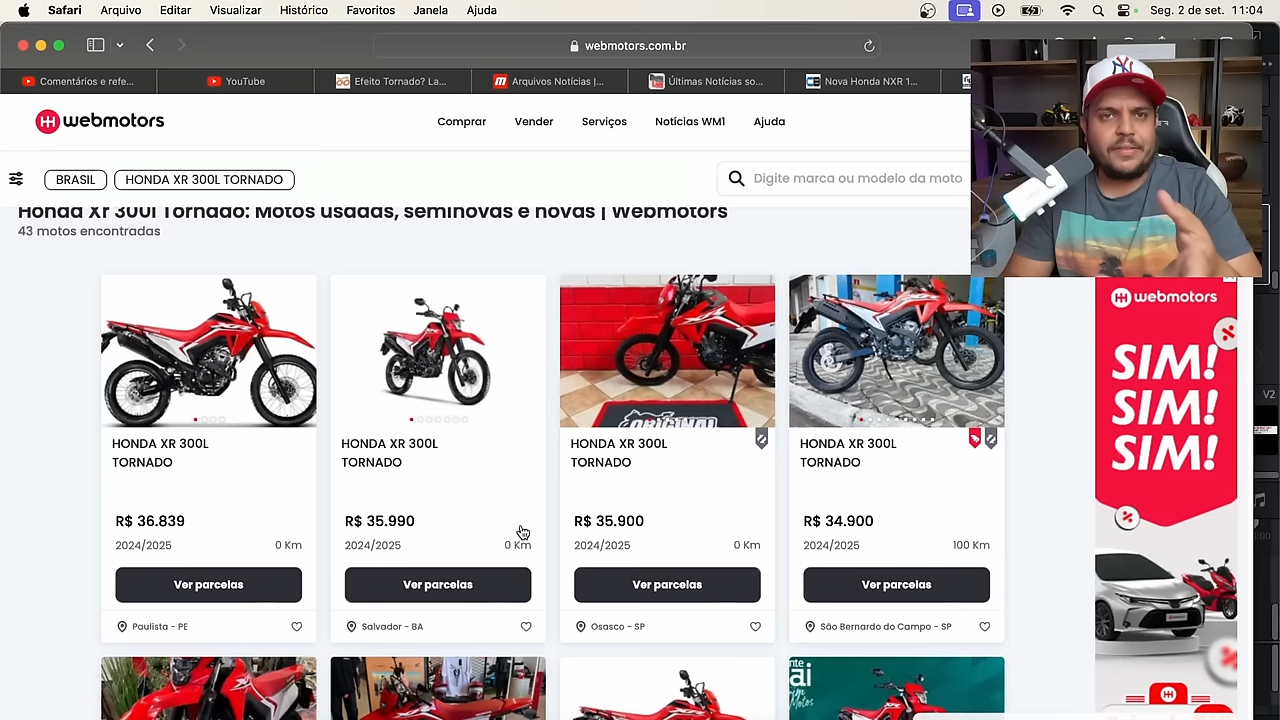 Safari Arquivo Editar Visualizar Histórico Favoritos Janela Ajuda Seg. 2 de set. 11:04
webmotors.com.br
Comentários e refe... YouTube Efeito Tornado? La... Arquivos Notícias |... Últimas Notícias so... Nova Honda NXR 1...
webmotors Comprar Vender Serviços Notícias WM1 Ajuda
BRASIL HONDA XR 300L TORNADO Digite marca ou modelo da moto
Honda Xr 300l Tornado: Motos usadas, seminovas e novas | Webmotors
43 motos encontradas
NY
webmotors
SIM!
SIM!
SIM!
V2
ORIGINAL
HONDA XR 300L
TORNADO
R$ 36.839
2024/2025 0 Km
Ver parcelas
Paulista - PE
HONDA XR 300L
TORNADO
R$ 35.990
2024/2025 0 Km
Ver parcelas
Salvador - BA
HONDA XR 300L
TORNADO
R$ 35.900
2024/2025 0 Km
Ver parcelas
Osasco - SP
HONDA XR 300L
TORNADO
R$ 34.900
2024/2025 100 Km
Ver parcelas
São Bernardo do Campo - SP